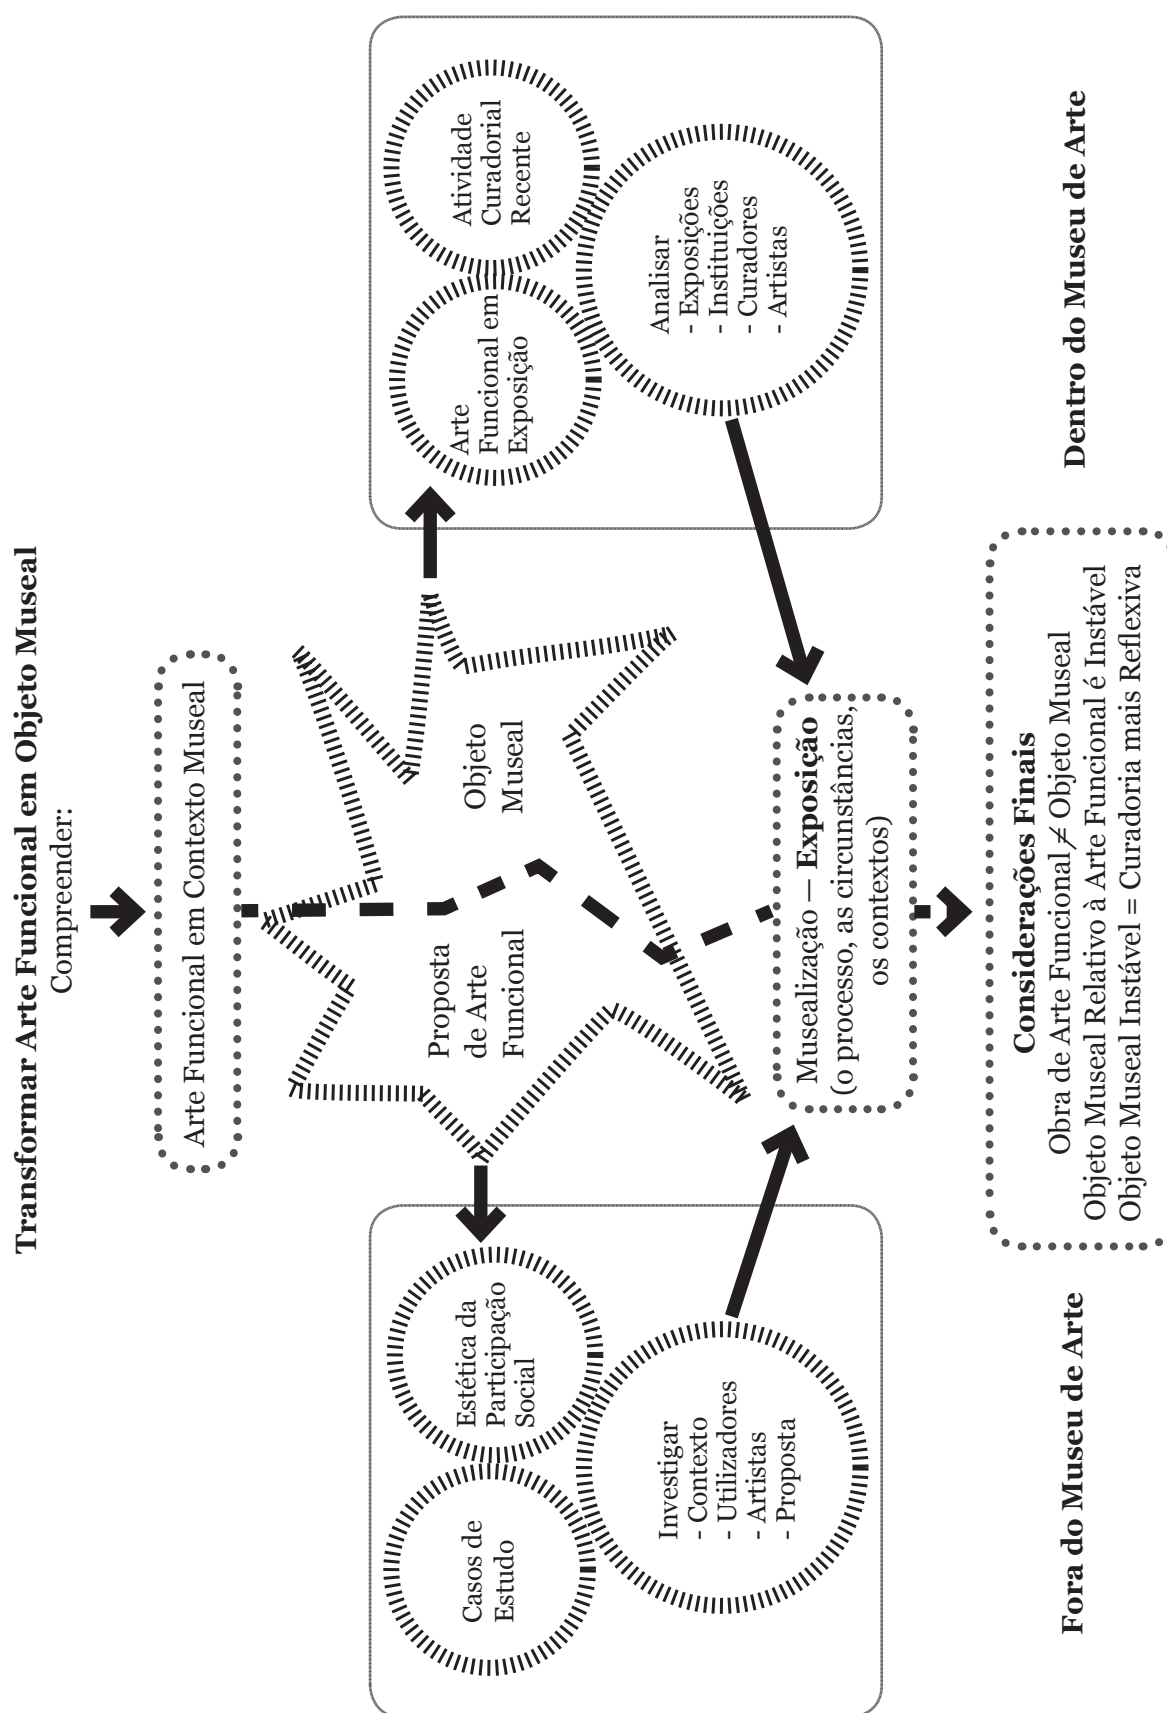 Transformar Arte Funcional em Objeto Museal
Compreender:
Arte Funcional em Contexto Museal
Casos de
Estudo
Estética da
Participação
Social
Investigar
- Contexto
- Utilizadores
- Artistas
- Proposta
Proposta
de Arte
Funcional
Objeto
Museal
Arte
Funcional em
Exposição
Atividade
Curadorial
Recente
Analisar
- Exposições
- Instituições
- Curadores
- Artistas
Musealização — Exposição
(o processo, as circunstâncias,
os contextos)
Fora do Museu de Arte
Considerações Finais
Obra de Arte Funcional ≠ Objeto Museal
Objeto Museal Relativo à Arte Funcional é Instável
Objeto Museal Instável = Curadoria mais Reflexiva
Dentro do Museu de Arte